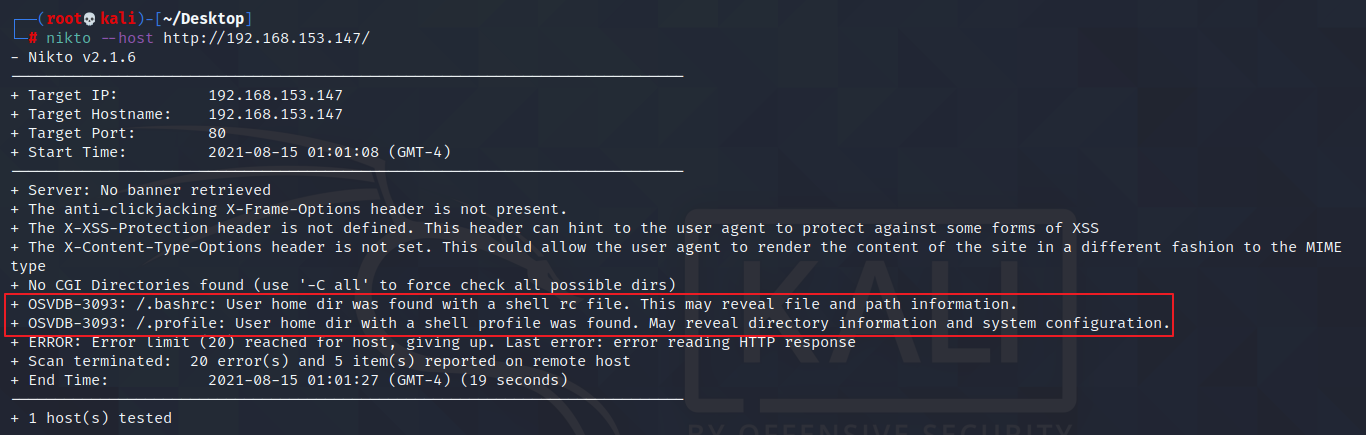 (root💀kali)-[~/Desktop]
# nikto --host http://192.168.153.147/
- Nikto v2.1.6
---------------------------------------------------------------------------
+ Target IP:          192.168.153.147
+ Target Hostname:    192.168.153.147
+ Target Port:        80
+ Start Time:         2021-08-15 01:01:08 (GMT-4)
---------------------------------------------------------------------------
+ Server: No banner retrieved
+ The anti-clickjacking X-Frame-Options header is not present.
+ The X-XSS-Protection header is not defined. This header can hint to the user agent to protect against some forms of XSS
+ The X-Content-Type-Options header is not set. This could allow the user agent to render the content of the site in a different fashion to the MIME
type
+ No CGI Directories found (use '-C all' to force check all possible dirs)
+ OSVDB-3093: /.bashrc: User home dir was found with a shell rc file. This may reveal file and path information.
+ OSVDB-3093: /.profile: User home dir with a shell profile was found. May reveal directory information and system configuration.
+ ERROR: Error limit (20) reached for host, giving up. Last error: error reading HTTP response
+ Scan terminated:  20 error(s) and 5 item(s) reported on remote host
+ End Time:           2021-08-15 01:01:27 (GMT-4) (19 seconds)
---------------------------------------------------------------------------
+ 1 host(s) tested
KALI
BY OFFENSIVE SECURITY